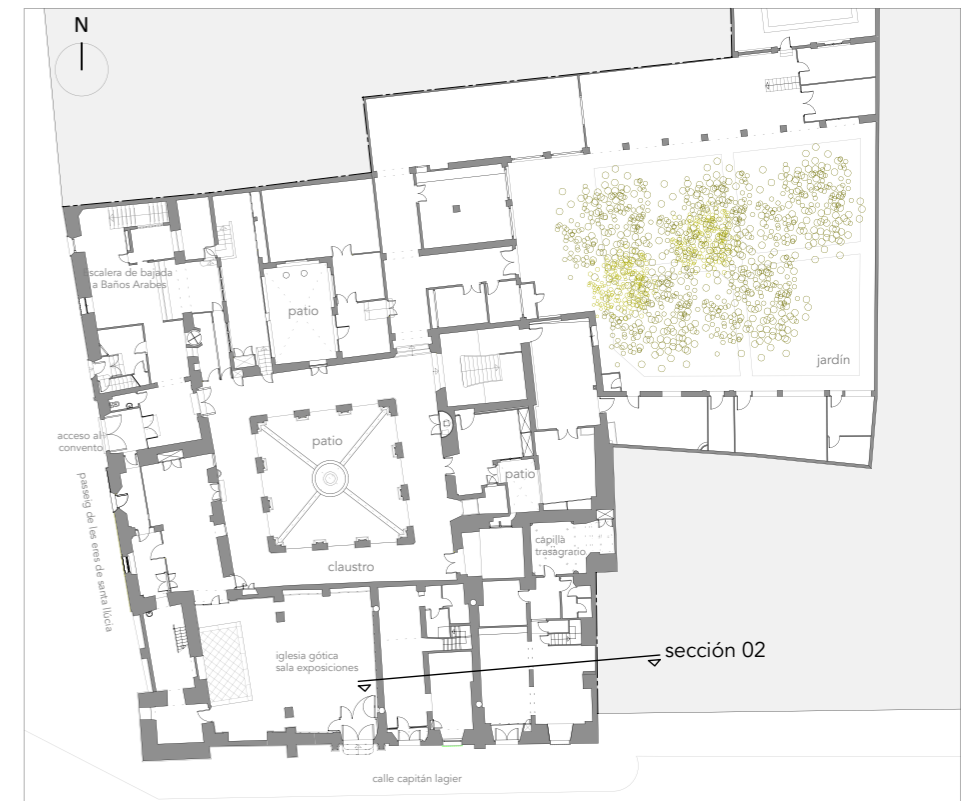 N
Escalera de bajada
a Baños Arabes
patio
jardín
acceso al
convento
patio
patio
passeig de les eres de santa llúcia
claustro
capilla
trasagrario
iglesia gótica
sala exposiciones
sección 02
calle capitán lagier